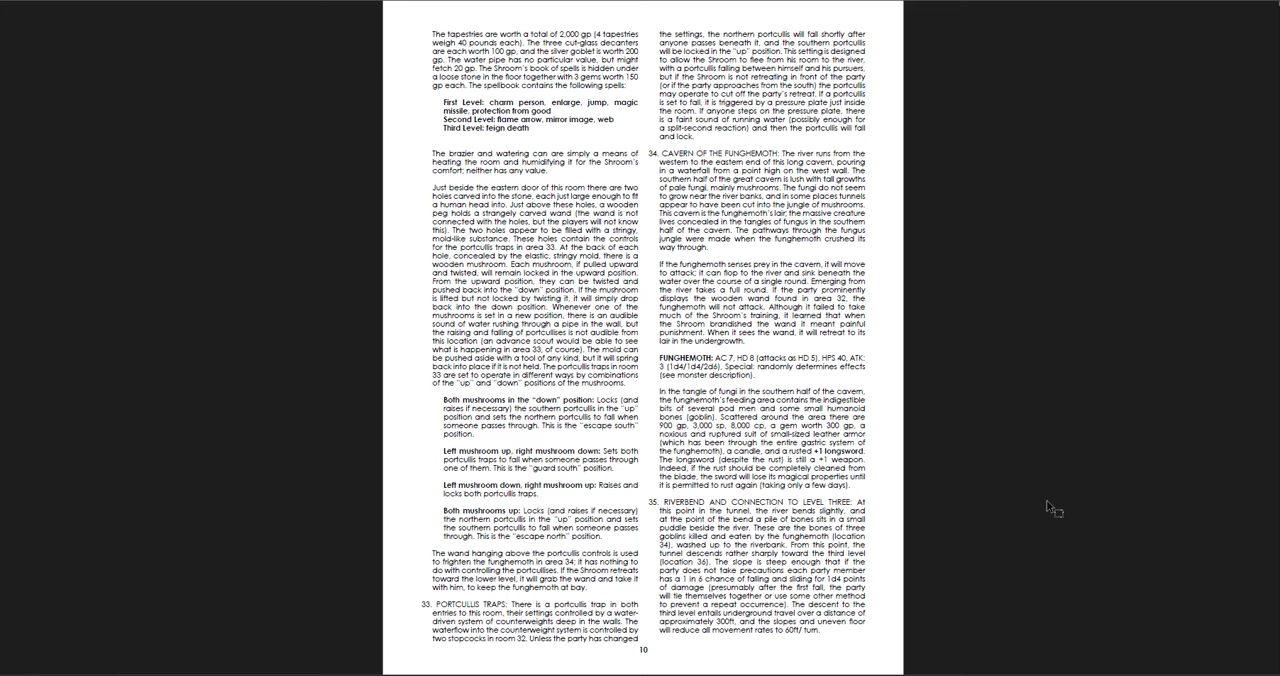 The tapestries are worth a total of 2,000 gp (4 tapestries
weigh 40 pounds each). The three cut-glass decanters
are each worth 100 gp, and the silver goblet is worth 200
gp. The water pipe has no particular value, but might
fetch 20 gp. The Shroom's book of spells is hidden under
a loose stone in the floor together with 3 gems worth 150
gp each. The spellbook contains the following spells:
First Level: charm person, enlarge, jump, magic
missile, protection from good
Second Level: flame arrow, mirror image, web
Third Level: feign death
The brazier and watering can are simply a means of
heating the room and humidifying it for the Shroom's
comfort; neither has any value.
Just beside the eastern door of this room there are two
holes carved into the stone, each just large enough to fit
a human head into. Just above these holes, a wooden
peg holds a strangely carved wand (the wand is not
connected with the holes, but the players will not know
this). The two holes appear to be filled with a stringy,
mold-like substance. These holes contain the controls
for the portcullis traps in area 33. At the back of each
hole, concealed by the elastic, stringy mold, there is a
wooden mushroom. Each mushroom, if pulled upward
and twisted, will remain locked in the upward position.
From the upward position, they can be twisted and
pushed back into the "down" position. If the mushroom
is lifted but not locked by twisting it, it will simply drop
back into the down position. Whenever one of the
mushrooms is set in a new position, there is an audible
sound of water rushing through a pipe in the wall, but
the raising and falling of portcullises is not audible from
this location (an advance scout would be able to see
what is happening in area 33, of course). The mold can
be pushed aside with a tool of any kind, but it will spring
back into place if it is not held. The portcullis traps in room
33 are set to operate in different ways by combinations
of the "up" and "down" positions of the mushrooms.
Both mushrooms in the "down" position: Locks (and
raises if necessary) the southern portcullis in the "up"
position and sets the northern portcullis to fall when
someone passes through. This is the "escape south"
position.
Left mushroom up, right mushroom down: Sets both
portcullis traps to fall when someone passes through
one of them. This is the "guard south" position.
Left mushroom down, right mushroom up: Raises and
locks both portcullis traps.
Both mushrooms up: Locks (and raises if necessary)
the northern portcullis in the "up" position and sets
the southern portcullis to fall when someone passes
through. This is the "escape north" position.
The wand hanging above the portcullis controls is used
to frighten the funghemoth in area 34; it has nothing to
do with controlling the portcullises. If the Shroom retreats
toward the lower level, it will grab the wand and take it
with him, to keep the funghemoth at bay.
33. PORTCULLIS TRAPS: There is a portcullis trap in both
entries to this room, their settings controlled by a water-
driven system of counterweights deep in the walls. The
waterflow into the counterweight system is controlled by
two stopcocks in room 32. Unless the party has changed
the settings, the northern portcullis will fall shortly after
anyone passes beneath it, and the southern portcullis
will be locked in the "up" position. This setting is designed
to allow the Shroom to flee from his room to the river,
with a portcullis falling between himself and his pursuers,
but if the Shroom is not retreating in front of the party
(or if the party approaches from the south) the portcullis
may operate to cut off the party's retreat. If a portcullis
is set to fall, it is triggered by a pressure plate just inside
the room. If anyone steps on the pressure plate, there
is a faint sound of running water (possibly enough for
a split-second reaction) and then the portcullis will fall
and lock.
34. CAVERN OF THE FUNGHEMOTH: The river runs from the
western to the eastern end of this long cavern, pouring
in a waterfall from a point high on the west wall. The
southern half of the great cavern is lush with tall growths
of pale fungi, mainly mushrooms. The fungi do not seem
to grow near the river banks, and in some places tunnels
appear to have been cut into the jungle of mushrooms.
This cavern is the funghemoth's lair; the massive creature
lives concealed in the tangles of fungus in the southern
half of the cavern. The pathways through the fungus
jungle were made when the funghemoth crushed its
way through.
If the funghemoth senses prey in the cavern, it will move
to attack; it can flop to the river and sink beneath the
water over the course of a single round. Emerging from
the river takes a full round. If the party prominently
displays the wooden wand found in area 32, the
funghemoth will not attack. Although it failed to take
much of the Shroom's training, it learned that when
the Shroom brandished the wand it meant painful
punishment. When it sees the wand, it will retreat to its
lair in the undergrowth.
FUNGHEMOTH: AC 7, HD 8 (attacks as HD 5), HPS 40, ATK:
3 (1d4/1d4/2d6), Special: randomly determines effects
(see monster description).
In the tangle of fungi in the southern half of the cavern,
the funghemoth's feeding area contains the indigestible
bits of several pod men and some small humanoid
bones (goblin). Scattered around the area there are
900 gp, 3,000 sp, 8,000 cp, a gem worth 300 gp, a
noxious and ruptured suit of small-sized leather armor
(which has been through the entire gastric system of
the funghemoth), a candle, and a rusted +1 longsword.
The longsword (despite the rust) is still a +1 weapon.
Indeed, if the rust should be completely cleaned from
the blade, the sword will lose its magical properties until
it is permitted to rust again (taking only a few days).
35. RIVERBEND AND CONNECTION TO LEVEL THREE: At
this point in the tunnel, the river bends slightly, and
at the point of the bend a pile of bones sits in a small
puddle beside the river. These are the bones of three
goblins killed and eaten by the funghemoth (location
34), washed up to the riverbank. From this point, the
tunnel descends rather sharply toward the third level
(location 36). The slope is steep enough that if the
party does not take precautions each party member
has a 1 in 6 chance of falling and sliding for 1d4 points
of damage (presumably after the first fall, the party
will tie themselves together or use some other method
to prevent a repeat occurrence). The descent to the
third level entails underground travel over a distance of
approximately 300ft, and the slopes and uneven floor
will reduce all movement rates to 60ft/ turn.
10